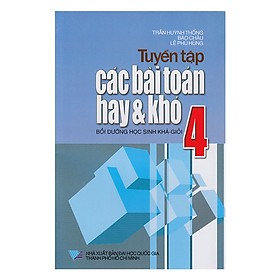 TRẦN HUỲNH THỐNG
BẢO CHÂU
LÊ PHÚ HÙNG
Tuyển tập
các bài toán
hay & khó
4
BỒI DƯỠNG HỌC SINH KHÁ-GIỎI
NHÀ XUẤT BẢN ĐẠI HỌC QUỐC GIA
THÀNH PHỐ HỒ CHÍ MINH